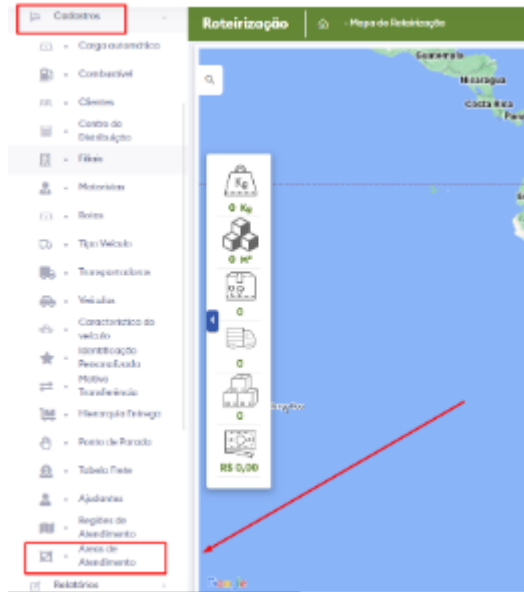 Cadastros
Carga automática
Combustível
Clientes
Centro de
Distribuição
Filiais
Motoristas
Rotas
Tipo Veículo
Transportadoras
Veículos
Característica do
veículo
Identificação
Personalizada
Motivo
Transferência
Hierarquia Entrega
Ponto de Parada
Tabela Frete
Ajudantes
Regiões de
Atendimento
Áreas de
Atendimento
Relatórios
Roteirização
- Mapa de Roteirização
Guatemala
Nicaragua
Costa Rica
Kg
0 Kg
0 M³
0
0
0
R$ 0,00
Google